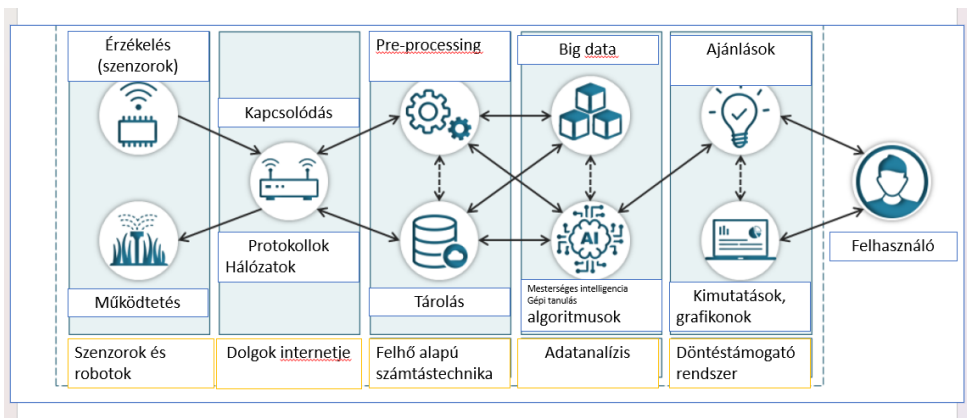 Érzékelés
(szenzorok)
Működtetés
Szenzorok és
robotok
Kapcsolódás
Protokollok
Hálózatok
Dolgok internetje
Pre-processing
Tárolás
Felhő alapú
számtástechnika
Big data
AI
Mesterséges intelligencia
Gépi tanulás
algoritmusok
Adatanalízis
Ajánlások
Kimutatások,
grafikonok
Döntéstámogató
rendszer
Felhasználó